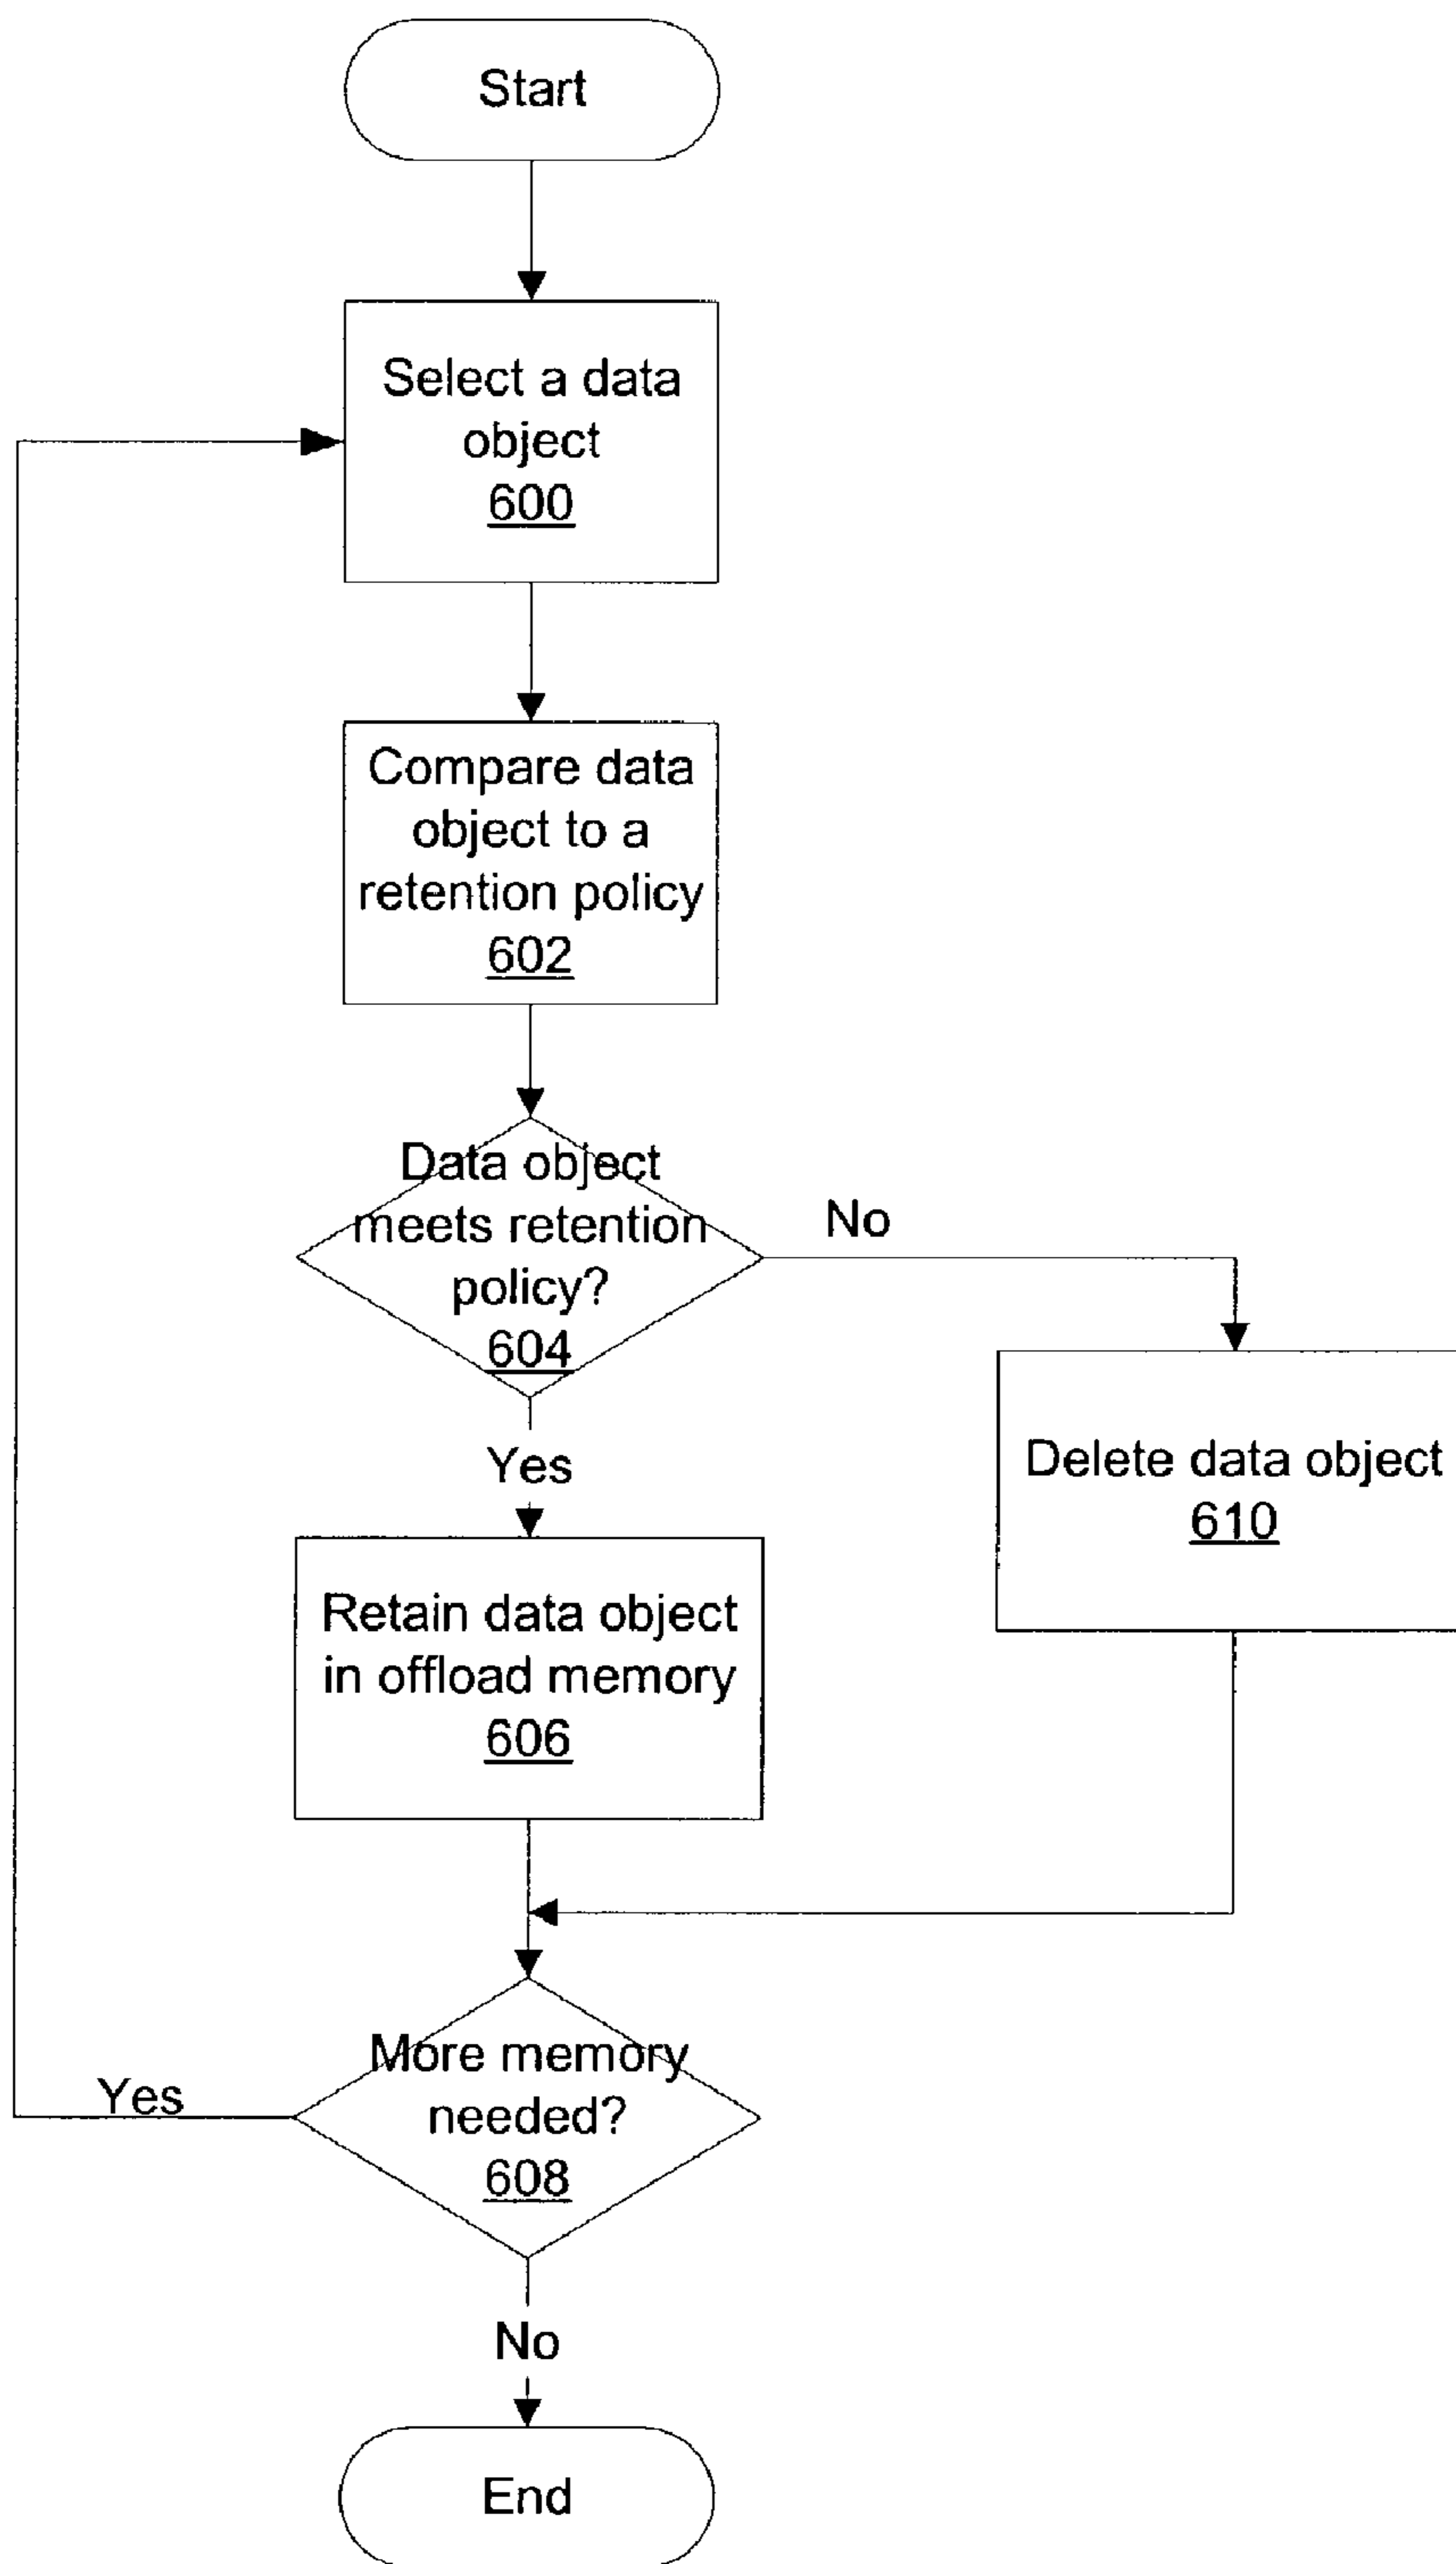 Start
Select a data
object
600
Compare data
object to a
retention policy
602
Data object
meets retention
policy?
604
No
Yes
Delete data object
610
Retain data object
in offload memory
606
More memory
needed?
608
Yes
No
End